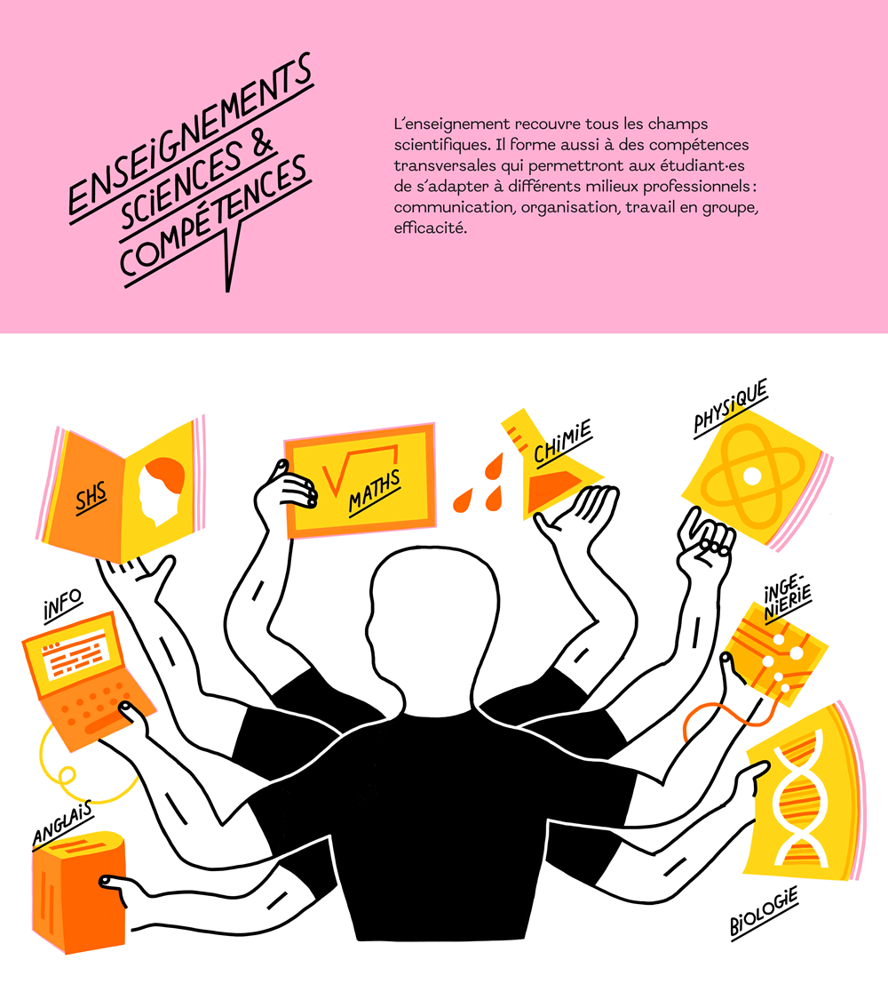 ENSEiGNEMENTS
SCiENCES &
COMPÉTENCES
L'enseignement recouvre tous les champs
scientifiques. Il forme aussi à des compétences
transversales qui permettront aux étudiant·es
de s'adapter à différents milieux professionnels :
communication, organisation, travail en groupe,
efficacité.
SHS
MATHS
CHiMiE
PHYSiQUE
iNFO
iNGE-
NiERiE
ANGLAiS
BiOLOGiE